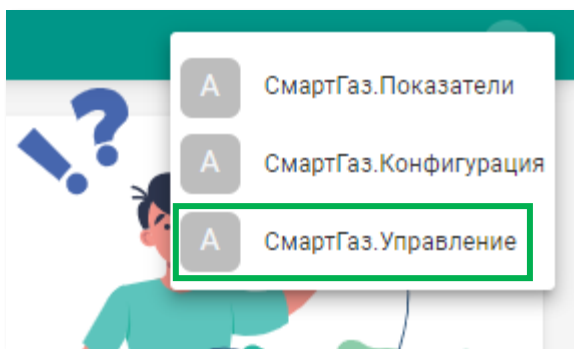 !?
A
СмартГаз.Показатели
A
СмартГаз.Конфигурация
A
СмартГаз.Управление